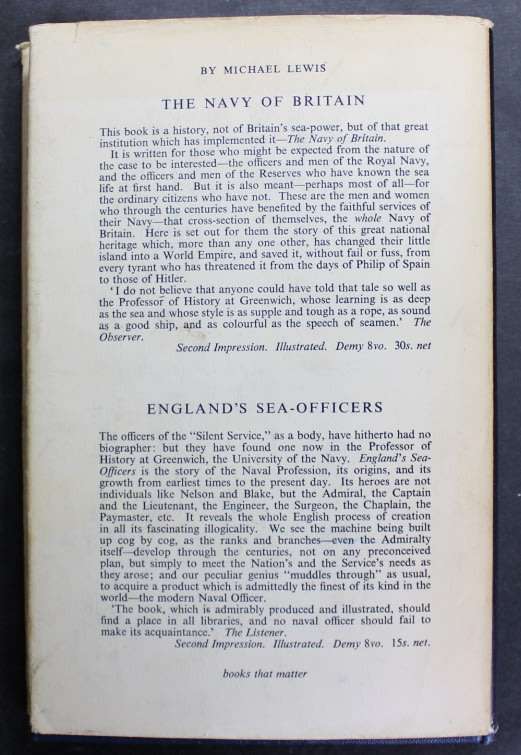 BY MICHAEL LEWIS
THE NAVY OF BRITAIN
This book is a history, not of Britain's sea-power, but of that great
institution which has implemented it—The Navy of Britain.
It is written for those who might be expected from the nature of
the case to be interested—the officers and men of the Royal Navy,
and the officers and men of the Reserves who have known the sea
life at first hand. But it is also meant—perhaps most of all—for
the ordinary citizens who have not. These are the men and women
who through the centuries have benefited by the faithful services of
their Navy—that cross-section of themselves, the whole Navy of
Britain. Here is set out for them the story of this great national
heritage which, more than any one other, has changed their little
island into a World Empire, and saved it, without fail or fuss, from
every tyrant who has threatened it from the days of Philip of Spain
to those of Hitler.
'I do not believe that anyone could have told that tale so well as
the Professor of History at Greenwich, whose learning is as deep
as the sea and whose style is as supple and tough as a rope, as sound
as a good ship, and as colourful as the speech of seamen.' The
Observer.
Second Impression. Illustrated. Demy 8vo. 30s. net
ENGLAND'S SEA-OFFICERS
The officers of the "Silent Service," as a body, have hitherto had no
biographer: but they have found one now in the Professor of
History at Greenwich, the University of the Navy. England's Sea-
Officers is the story of the Naval Profession, its origins, and its
growth from earliest times to the present day. Its heroes are not
individuals like Nelson and Blake, but the Admiral, the Captain
and the Lieutenant, the Engineer, the Surgeon, the Chaplain, the
Paymaster, etc. It reveals the whole English process of creation
in all its fascinating illogicality. We see the machine being built
up cog by cog, as the ranks and branches—even the Admiralty
itself—develop through the centuries, not on any preconceived
plan, but simply to meet the Nation's and the Service's needs as
they arose; and our peculiar genius "muddles through" as usual,
to acquire a product which is admittedly the finest of its kind in the
world—the modern Naval Officer.
'The book, which is admirably produced and illustrated, should
find a place in all libraries, and no naval officer should fail to
make its acquaintance.' The Listener.
Second Impression. Illustrated. Demy 8vo. 15s. net.
books that matter